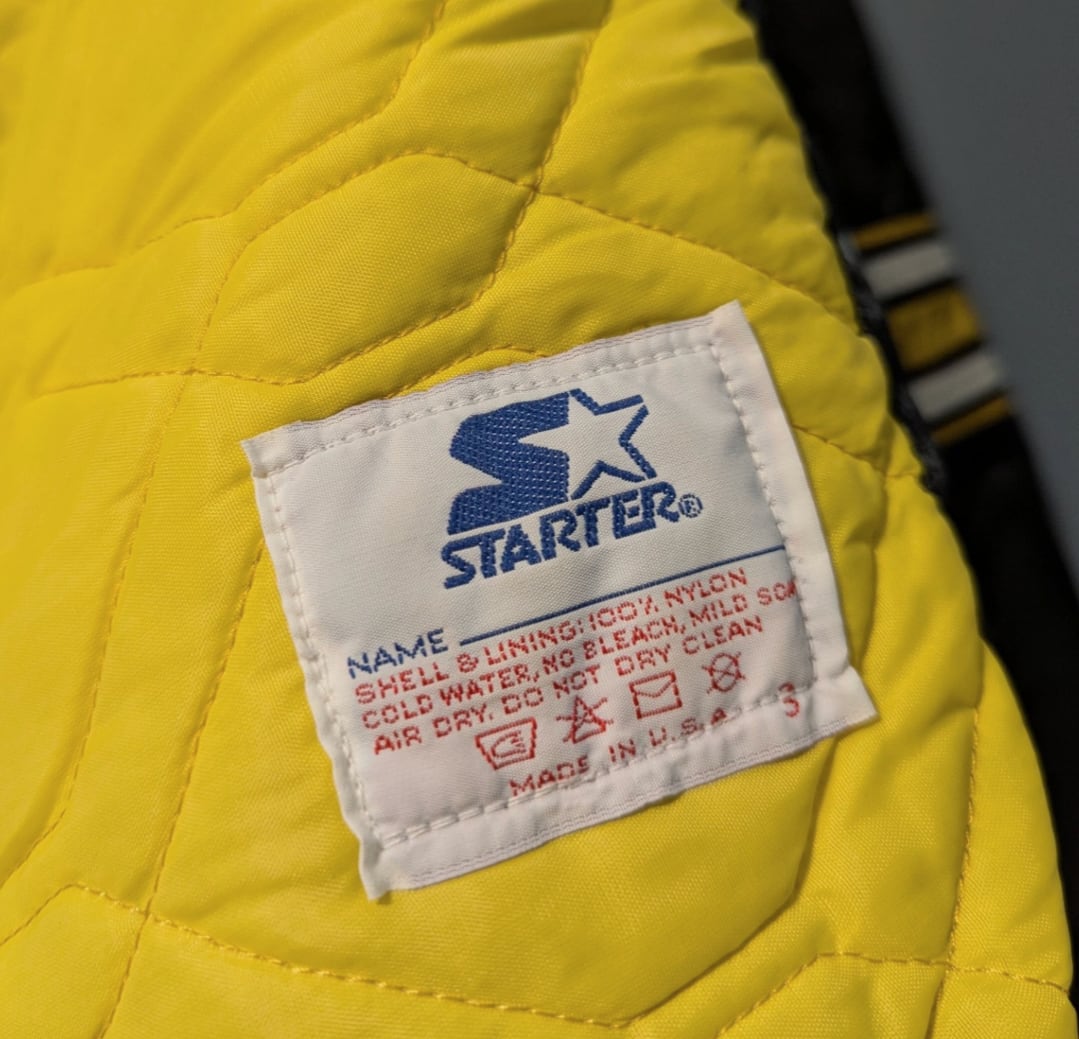 STARTER®
NAME
SHELL & LINING: 100% NYLON
COLD WATER, NO BLEACH, MILD SOA
AIR DRY. DO NOT DRY CLEAN
MADE IN U.S.A. 3